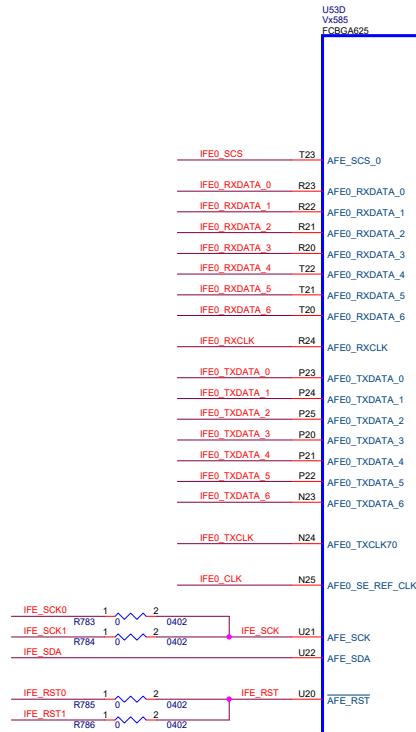 U53D
Vx585
FCBGA625
IFE0_SCS T23 AFE_SCS_0
IFE0_RXDATA_0 R23 AFE0_RXDATA_0
IFE0_RXDATA_1 R22 AFE0_RXDATA_1
IFE0_RXDATA_2 R21 AFE0_RXDATA_2
IFE0_RXDATA_3 R20 AFE0_RXDATA_3
IFE0_RXDATA_4 T22 AFE0_RXDATA_4
IFE0_RXDATA_5 T21 AFE0_RXDATA_5
IFE0_RXDATA_6 T20 AFE0_RXDATA_6
IFE0_RXCLK R24 AFE0_RXCLK
IFE0_TXDATA_0 P23 AFE0_TXDATA_0
IFE0_TXDATA_1 P24 AFE0_TXDATA_1
IFE0_TXDATA_2 P25 AFE0_TXDATA_2
IFE0_TXDATA_3 P20 AFE0_TXDATA_3
IFE0_TXDATA_4 P21 AFE0_TXDATA_4
IFE0_TXDATA_5 P22 AFE0_TXDATA_5
IFE0_TXDATA_6 N23 AFE0_TXDATA_6
IFE0_TXCLK N24 AFE0_TXCLK70
IFE0_CLK N25 AFE0_SE_REF_CLK
IFE_SCK0 1 2
R783 0 0402
IFE_SCK1 1 2 IFE_SCK U21 AFE_SCK
R784 0 0402
IFE_SDA U22 AFE_SDA
IFE_RST0 1 2 IFE_RST U20 AFE_RST
R785 0 0402
IFE_RST1 1 2
R786 0 0402